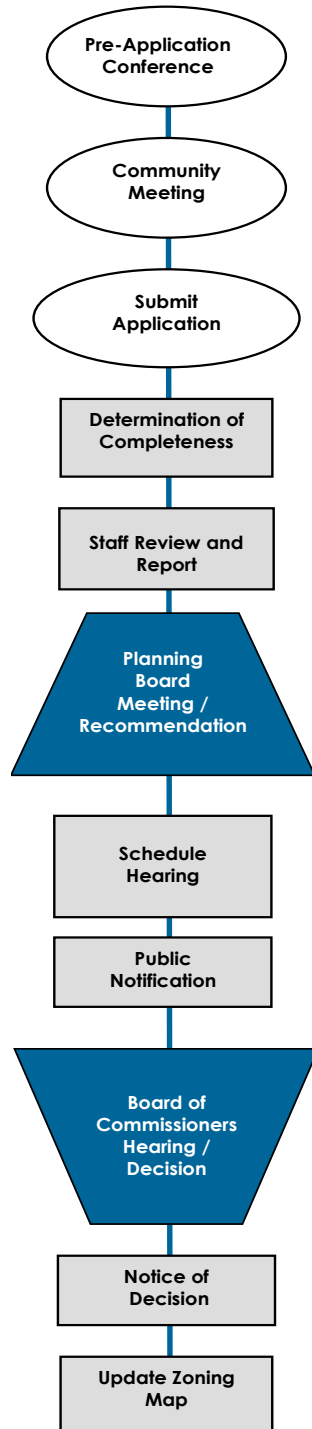 Pre-Application
Conference
Community
Meeting
Submit
Application
Determination of
Completeness
Staff Review and
Report
Planning
Board
Meeting /
Recommendation
Schedule
Hearing
Public
Notification
Board of
Commissioners
Hearing /
Decision
Notice of
Decision
Update Zoning
Map